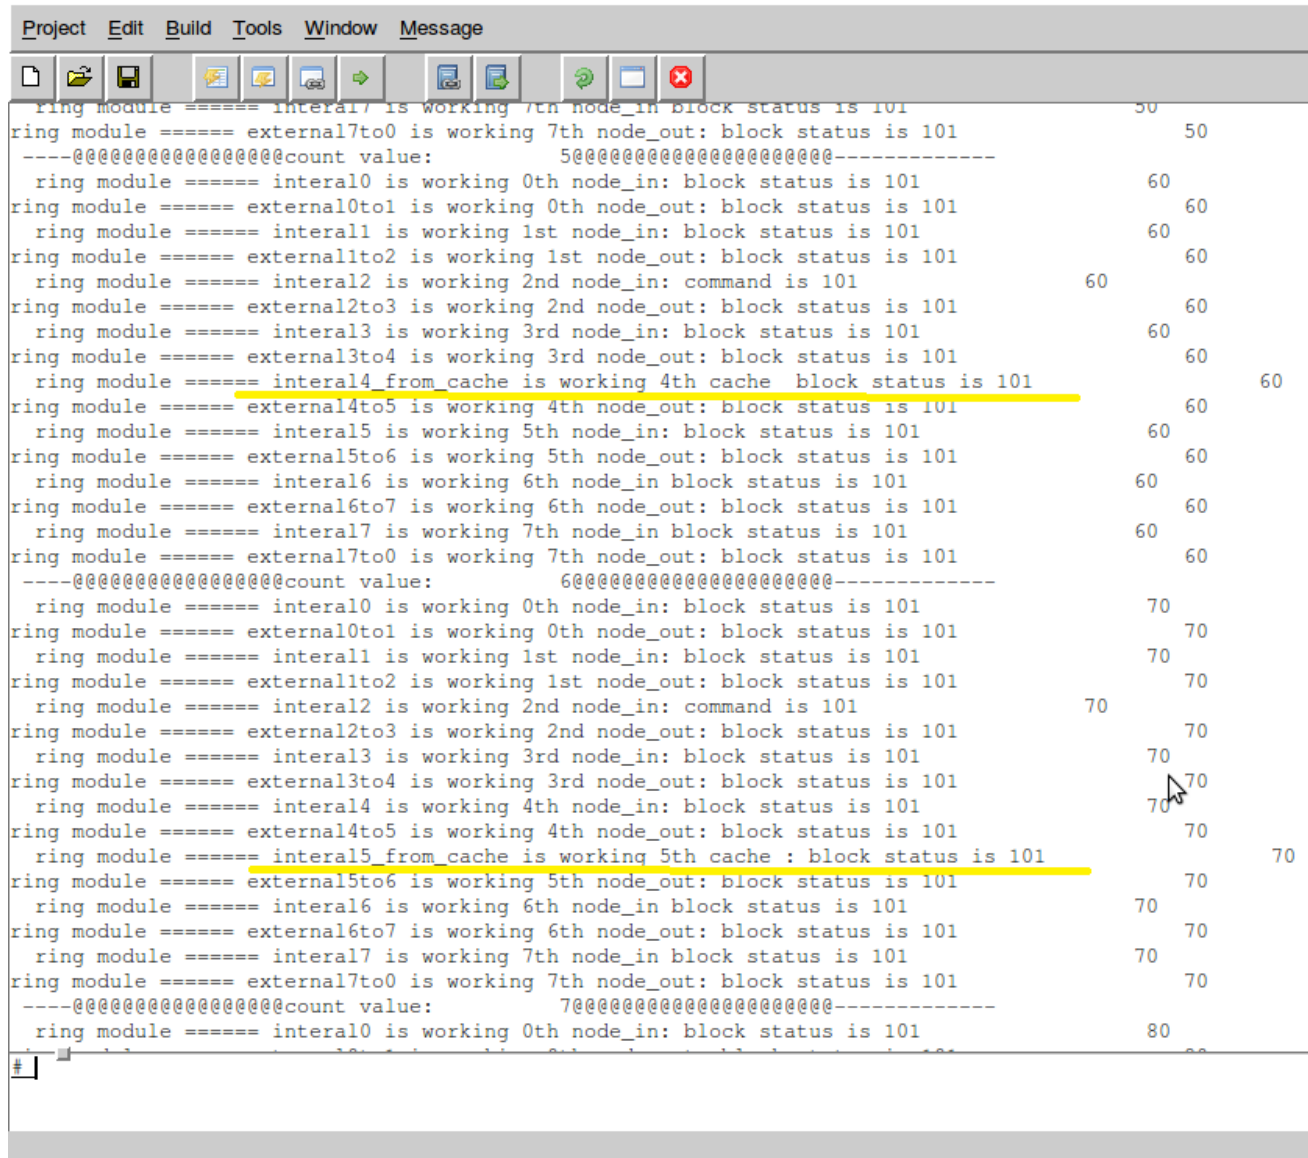 Project Edit Build Tools Window Message
ring module ====== interal7 is working 7th node_in block status is 101 50
ring module ====== external7to0 is working 7th node_out: block status is 101 50
----@@@@@@@@@@@@@@@@@count value: 5@@@@@@@@@@@@@@@@@@@@@-------------
ring module ====== interal0 is working 0th node_in: block status is 101 60
ring module ====== external0to1 is working 0th node_out: block status is 101 60
ring module ====== interal1 is working 1st node_in: block status is 101 60
ring module ====== external1to2 is working 1st node_out: block status is 101 60
ring module ====== interal2 is working 2nd node_in: command is 101 60
ring module ====== external2to3 is working 2nd node_out: block status is 101 60
ring module ====== interal3 is working 3rd node_in: block status is 101 60
ring module ====== external3to4 is working 3rd node_out: block status is 101 60
ring module ====== interal4_from_cache is working 4th cache  block status is 101 60
ring module ====== external4to5 is working 4th node_out: block status is 101 60
ring module ====== interal5 is working 5th node_in: block status is 101 60
ring module ====== external5to6 is working 5th node_out: block status is 101 60
ring module ====== interal6 is working 6th node_in block status is 101 60
ring module ====== external6to7 is working 6th node_out: block status is 101 60
ring module ====== interal7 is working 7th node_in block status is 101 60
ring module ====== external7to0 is working 7th node_out: block status is 101 60
----@@@@@@@@@@@@@@@@@count value: 6@@@@@@@@@@@@@@@@@@@@@-------------
ring module ====== interal0 is working 0th node_in: block status is 101 70
ring module ====== external0to1 is working 0th node_out: block status is 101 70
ring module ====== interal1 is working 1st node_in: block status is 101 70
ring module ====== external1to2 is working 1st node_out: block status is 101 70
ring module ====== interal2 is working 2nd node_in: command is 101 70
ring module ====== external2to3 is working 2nd node_out: block status is 101 70
ring module ====== interal3 is working 3rd node_in: block status is 101 70
ring module ====== external3to4 is working 3rd node_out: block status is 101 70
ring module ====== interal4 is working 4th node_in: block status is 101 70
ring module ====== external4to5 is working 4th node_out: block status is 101 70
ring module ====== interal5_from_cache is working 5th cache : block status is 101 70
ring module ====== external5to6 is working 5th node_out: block status is 101 70
ring module ====== interal6 is working 6th node_in block status is 101 70
ring module ====== external6to7 is working 6th node_out: block status is 101 70
ring module ====== interal7 is working 7th node_in block status is 101 70
ring module ====== external7to0 is working 7th node_out: block status is 101 70
----@@@@@@@@@@@@@@@@@count value: 7@@@@@@@@@@@@@@@@@@@@@-------------
ring module ====== interal0 is working 0th node_in: block status is 101 80
#